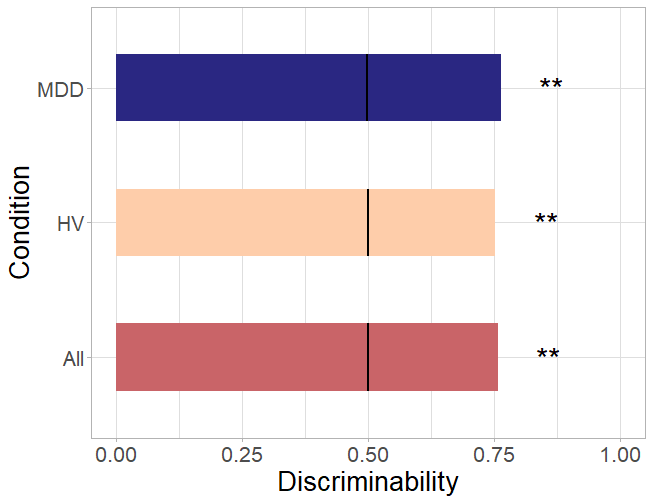 Condition
MDD
**
HV
**
All
**
0.00 0.25 0.50 0.75 1.00
Discriminability